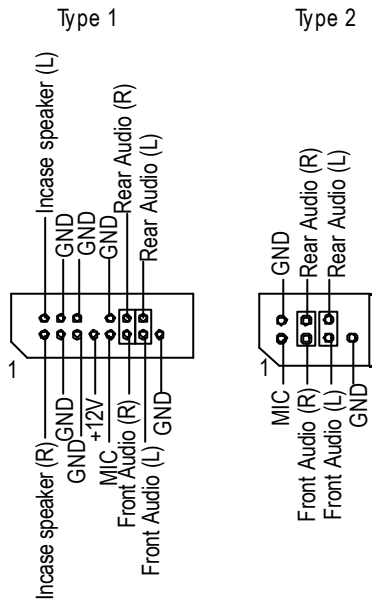 Type 1
Incase speaker (L)
GND
GND
GND
Rear Audio (R)
Rear Audio (L)
1
Incase speaker (R)
GND
GND
+12V
MIC
Front Audio (R)
Front Audio (L)
GND
Type 2
GND
Rear Audio (R)
Rear Audio (L)
1
MIC
Front Audio (R)
Front Audio (L)
GND